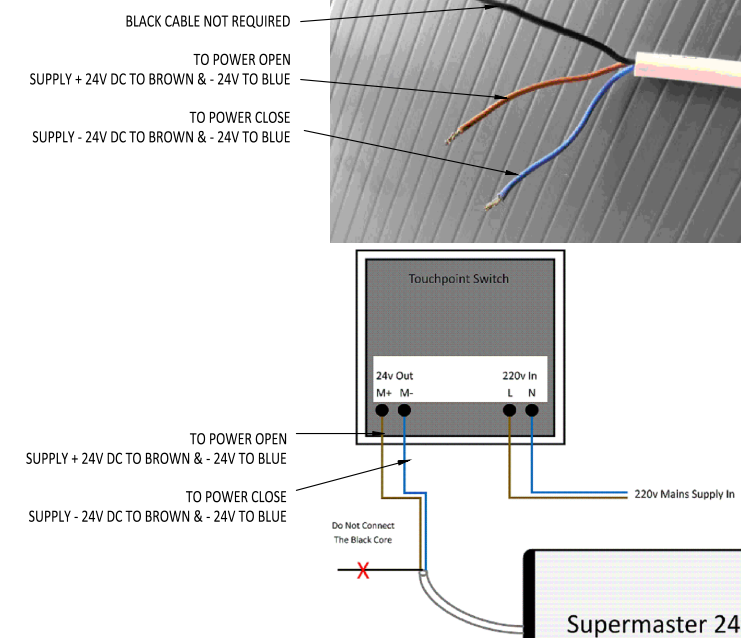 BLACK CABLE NOT REQUIRED
TO POWER OPEN
SUPPLY + 24V DC TO BROWN & - 24V TO BLUE
TO POWER CLOSE
SUPPLY - 24V DC TO BROWN & - 24V TO BLUE
Touchpoint Switch
24v Out 220v In
M+ M- L N
TO POWER OPEN
SUPPLY + 24V DC TO BROWN & - 24V TO BLUE
TO POWER CLOSE
SUPPLY - 24V DC TO BROWN & - 24V TO BLUE
220v Mains Supply In
Do Not Connect
The Black Core
X
Supermaster 24